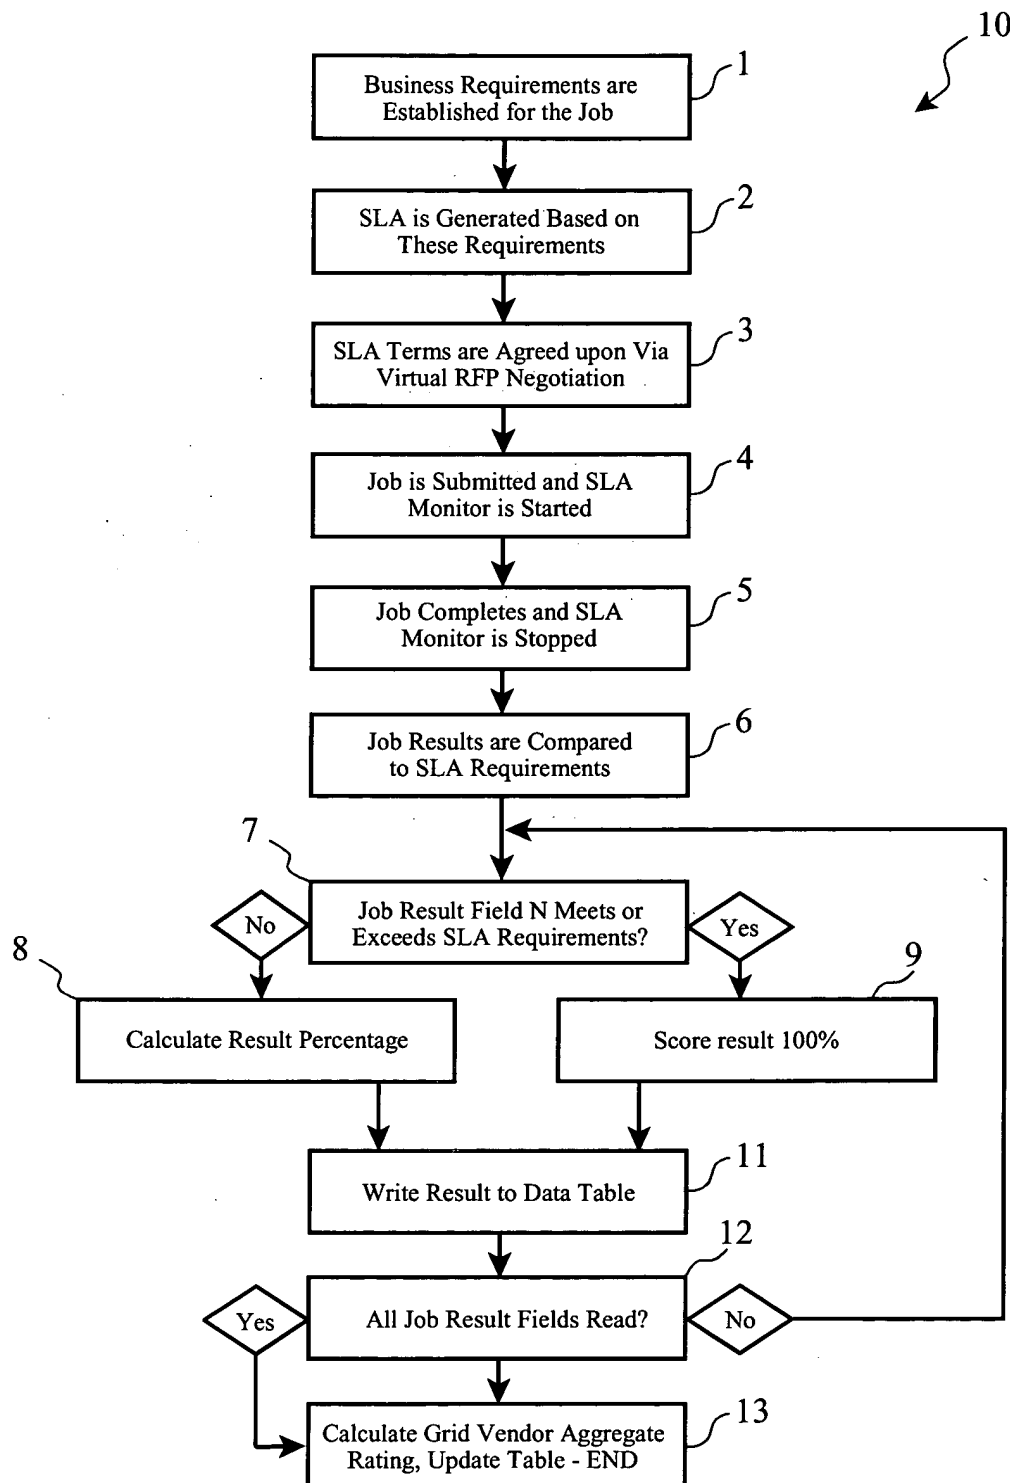 10
1
Business Requirements are
Established for the Job
2
SLA is Generated Based on
These Requirements
3
SLA Terms are Agreed upon Via
Virtual RFP Negotiation
4
Job is Submitted and SLA
Monitor is Started
5
Job Completes and SLA
Monitor is Stopped
6
Job Results are Compared
to SLA Requirements
7
No
Job Result Field N Meets or
Exceeds SLA Requirements?
Yes
8
Calculate Result Percentage
9
Score result 100%
11
Write Result to Data Table
12
Yes
All Job Result Fields Read?
No
13
Calculate Grid Vendor Aggregate
Rating, Update Table - END